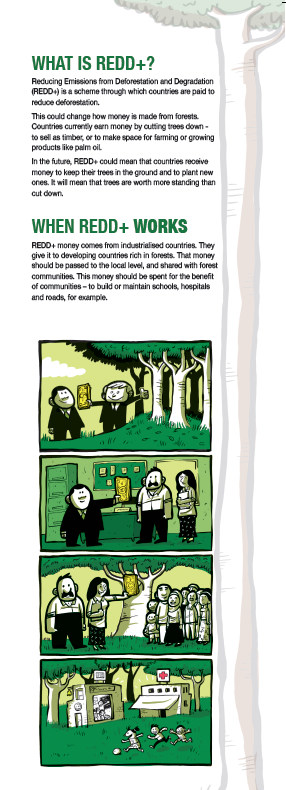 WHAT IS REDD+?
Reducing Emissions from Deforestation and Degradation
(REDD+) is a scheme through which countries are paid to
reduce deforestation.
This could change how money is made from forests.
Countries currently earn money by cutting trees down -
to sell as timber, or to make space for farming or growing
products like palm oil.
In the future, REDD+ could mean that countries receive
money to keep their trees in the ground and to plant new
ones. It will mean that trees are worth more standing than
cut down.
WHEN REDD+ WORKS
REDD+ money comes from industrialised countries. They
give it to developing countries rich in forests. That money
should be passed to the local level, and shared with forest
communities. This money should be spent for the benefit
of communities – to build or maintain schools, hospitals
and roads, for example.